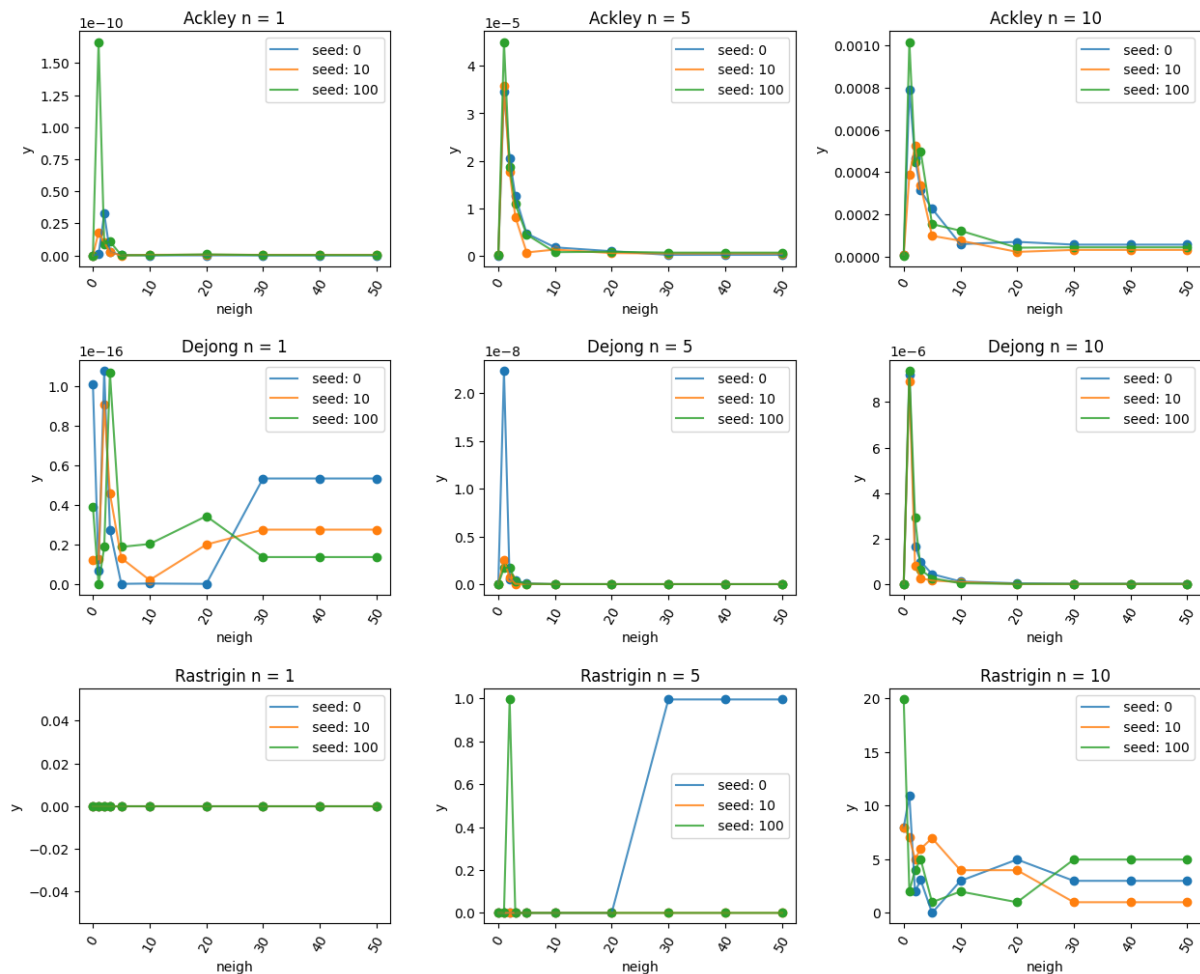 Ackley n = 1
1e−10
1.50
1.25
1.00
0.75
0.50
0.25
0.00
y
seed: 0
seed: 10
seed: 100
0 10 20 30 40 50
neigh
Ackley n = 5
1e−5
4
3
2
1
0
y
seed: 0
seed: 10
seed: 100
0 10 20 30 40 50
neigh
Ackley n = 10
0.0010
0.0008
0.0006
0.0004
0.0002
0.0000
y
seed: 0
seed: 10
seed: 100
0 10 20 30 40 50
neigh
Dejong n = 1
1e−16
1.0
0.8
0.6
0.4
0.2
0.0
y
seed: 0
seed: 10
seed: 100
0 10 20 30 40 50
neigh
Dejong n = 5
1e−8
2.0
1.5
1.0
0.5
0.0
y
seed: 0
seed: 10
seed: 100
0 10 20 30 40 50
neigh
Dejong n = 10
1e−6
8
6
4
2
0
y
seed: 0
seed: 10
seed: 100
0 10 20 30 40 50
neigh
Rastrigin n = 1
0.04
0.02
0.00
−0.02
−0.04
y
seed: 0
seed: 10
seed: 100
0 10 20 30 40 50
neigh
Rastrigin n = 5
1.0
0.8
0.6
0.4
0.2
0.0
y
seed: 0
seed: 10
seed: 100
0 10 20 30 40 50
neigh
Rastrigin n = 10
20
15
10
5
0
y
seed: 0
seed: 10
seed: 100
0 10 20 30 40 50
neigh